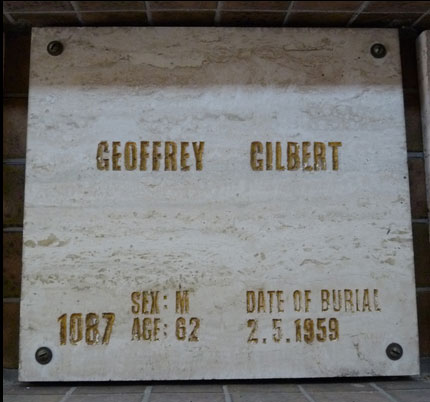 GEOFFREY GILBERT
SEX: M DATE OF BURIAL
1087 AGE: 62 2.5.1959